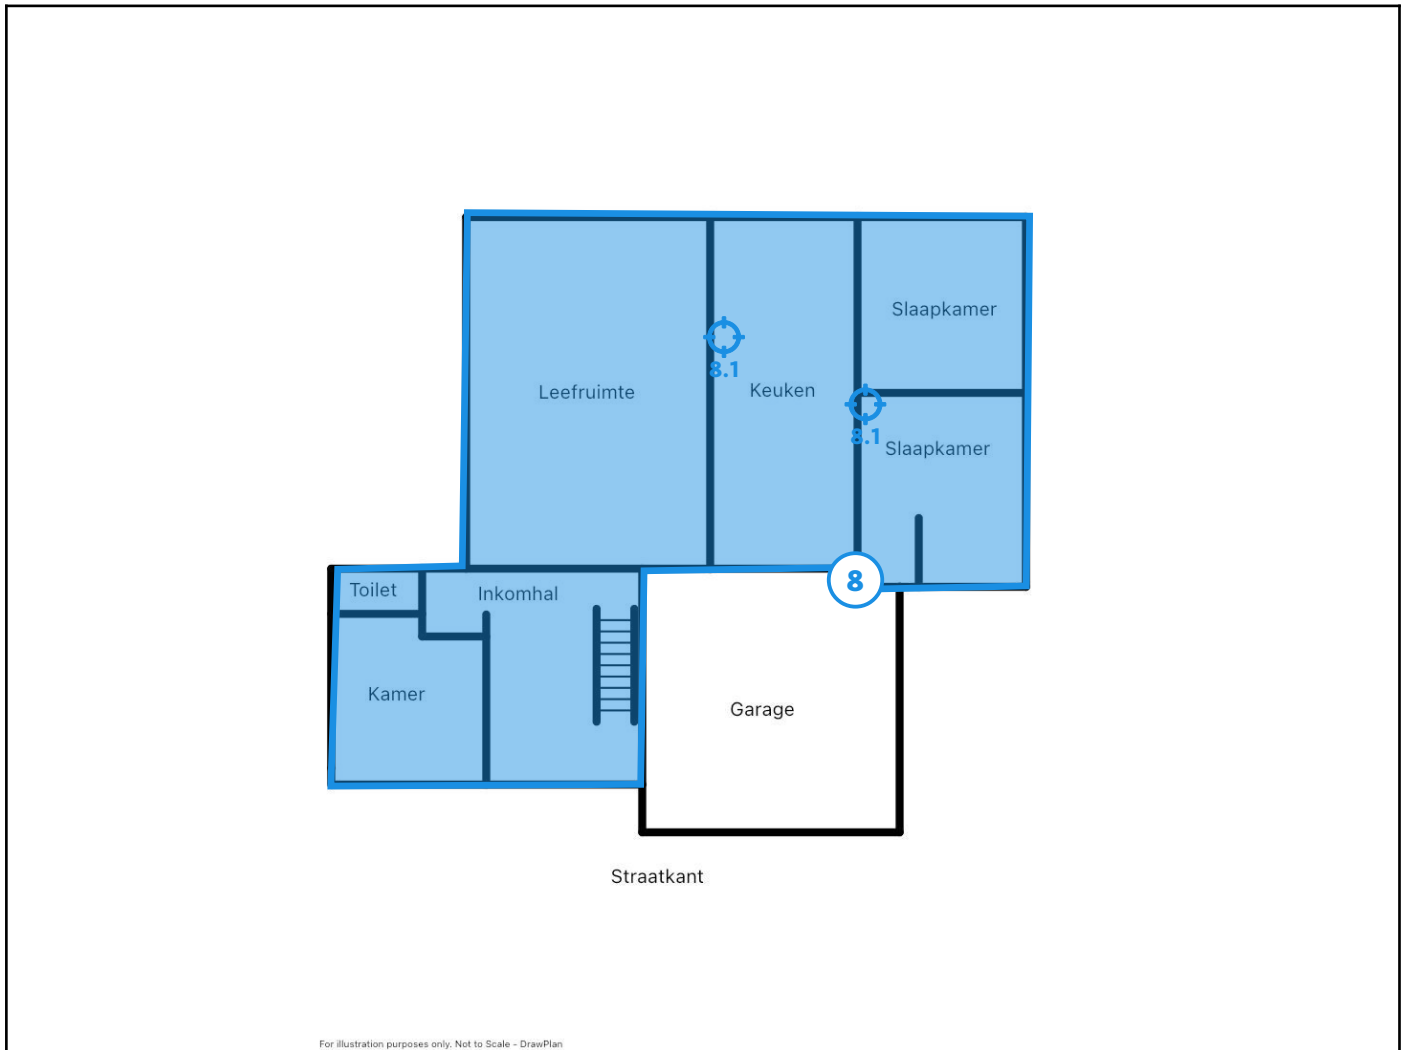 Slaapkamer
8.1
Leefruimte
Keuken
8.1
Slaapkamer
8
Toilet
Inkomhal
Kamer
Garage
Straatkant
For illustration purposes only. Not to Scale - DrawPlan